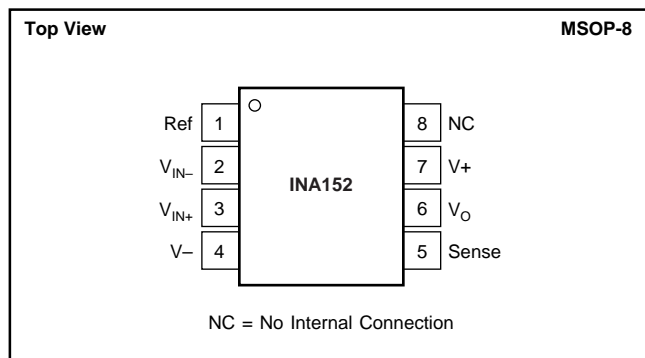 Top View MSOP-8
Ref 1 8 NC
V_IN– 2 7 V+
INA152
V_IN+ 3 6 V_O
V– 4 5 Sense
NC = No Internal Connection